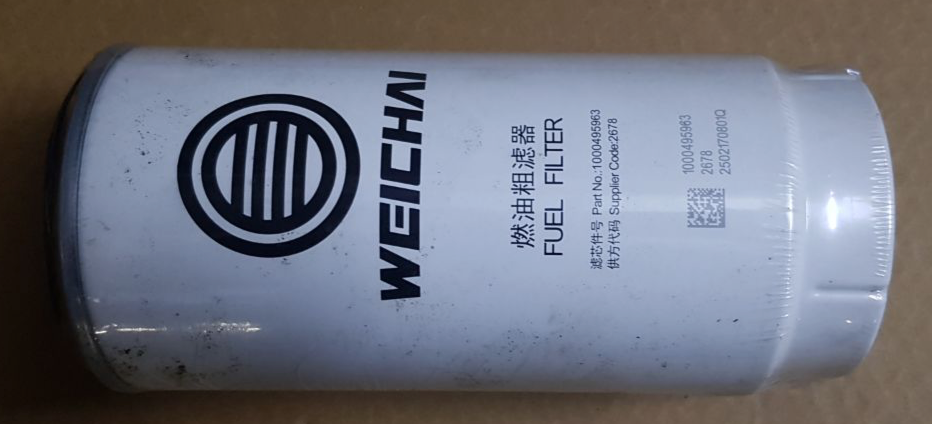 WEICHAI
燃油粗滤器
FUEL FILTER
滤芯件号 Part No.:1000495963
供方代码 Supplier Code:2678
1000495963
2678
2502170801Q